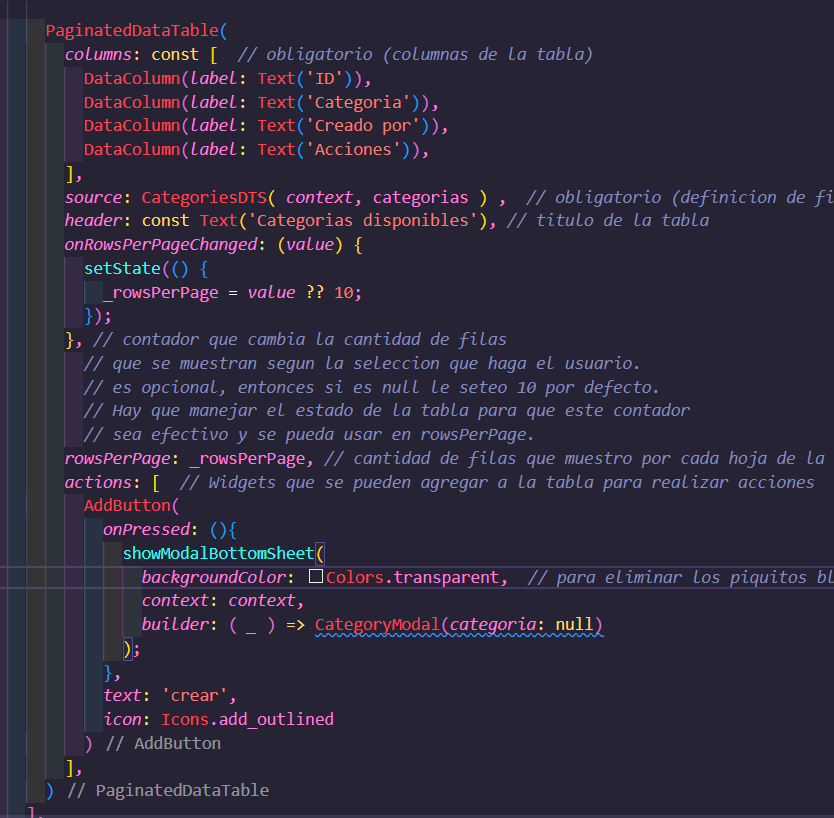 PaginatedDataTable(
columns: const [ // obligatorio (columnas de la tabla)
DataColumn(label: Text('ID')),
DataColumn(label: Text('Categoria')),
DataColumn(label: Text('Creado por')),
DataColumn(label: Text('Acciones')),
],
source: CategoriesDTS( context, categorias ) , // obligatorio (definicion de fi
header: const Text('Categorias disponibles'), // titulo de la tabla
onRowsPerPageChanged: (value) {
setState(() {
_rowsPerPage = value ?? 10;
});
}, // contador que cambia la cantidad de filas
// que se muestran segun la seleccion que haga el usuario.
// es opcional, entonces si es null le seteo 10 por defecto.
// Hay que manejar el estado de la tabla para que este contador
// sea efectivo y se pueda usar en rowsPerPage.
rowsPerPage: _rowsPerPage, // cantidad de filas que muestro por cada hoja de la
actions: [ // Widgets que se pueden agregar a la tabla para realizar acciones
AddButton(
onPressed: (){
showModalBottomSheet(
backgroundColor: Colors.transparent, // para eliminar los piquitos bl
context: context,
builder: ( _ ) => CategoryModal(categoria: null)
);
},
text: 'crear',
icon: Icons.add_outlined
) // AddButton
],
) // PaginatedDataTable
],